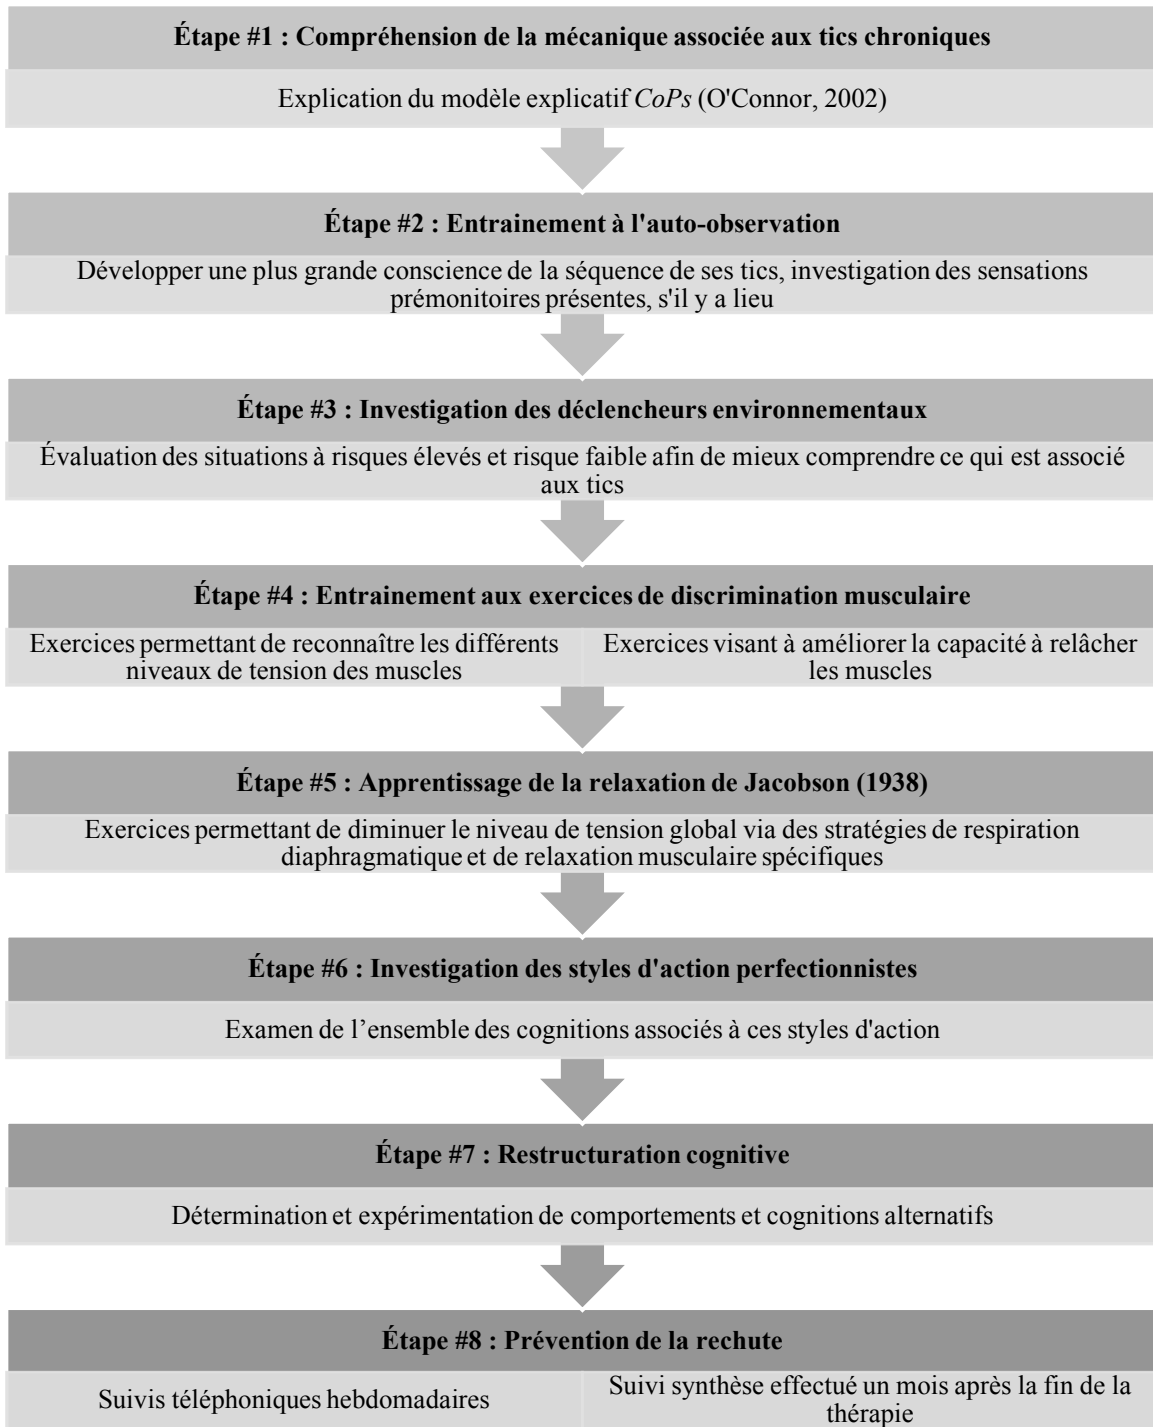 Étape #1 : Compréhension de la mécanique associée aux tics chroniques
Explication du modèle explicatif CoPs (O'Connor, 2002)
Étape #2 : Entrainement à l'auto-observation
Développer une plus grande conscience de la séquence de ses tics, investigation des sensations
prémonitoires présentes, s'il y a lieu
Étape #3 : Investigation des déclencheurs environnementaux
Évaluation des situations à risques élevés et risque faible afin de mieux comprendre ce qui est associé
aux tics
Étape #4 : Entrainement aux exercices de discrimination musculaire
Exercices permettant de reconnaître les différents
niveaux de tension des muscles
Exercices visant à améliorer la capacité à relâcher
les muscles
Étape #5 : Apprentissage de la relaxation de Jacobson (1938)
Exercices permettant de diminuer le niveau de tension global via des stratégies de respiration
diaphragmatique et de relaxation musculaire spécifiques
Étape #6 : Investigation des styles d'action perfectionnistes
Examen de l’ensemble des cognitions associés à ces styles d'action
Étape #7 : Restructuration cognitive
Détermination et expérimentation de comportements et cognitions alternatifs
Étape #8 : Prévention de la rechute
Suivis téléphoniques hebdomadaires
Suivi synthèse effectué un mois après la fin de la
thérapie